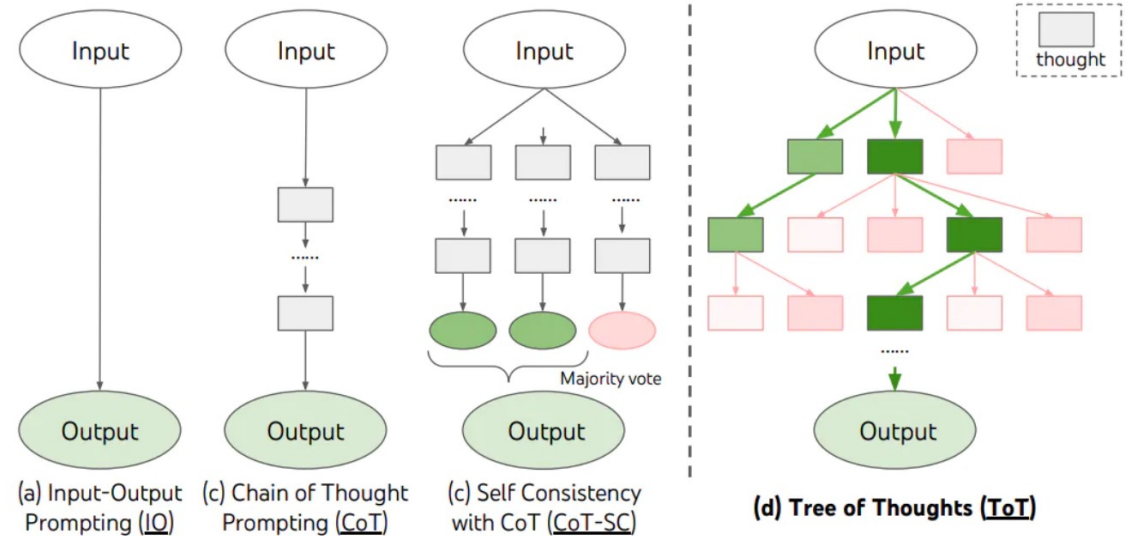 Input
Input
Input
Input
thought
......
......
......
......
......
Majority vote
Output
Output
Output
Output
(a) Input-Output
Prompting (IO)
(c) Chain of Thought
Prompting (CoT)
(c) Self Consistency
with CoT (CoT-SC)
(d) Tree of Thoughts (ToT)